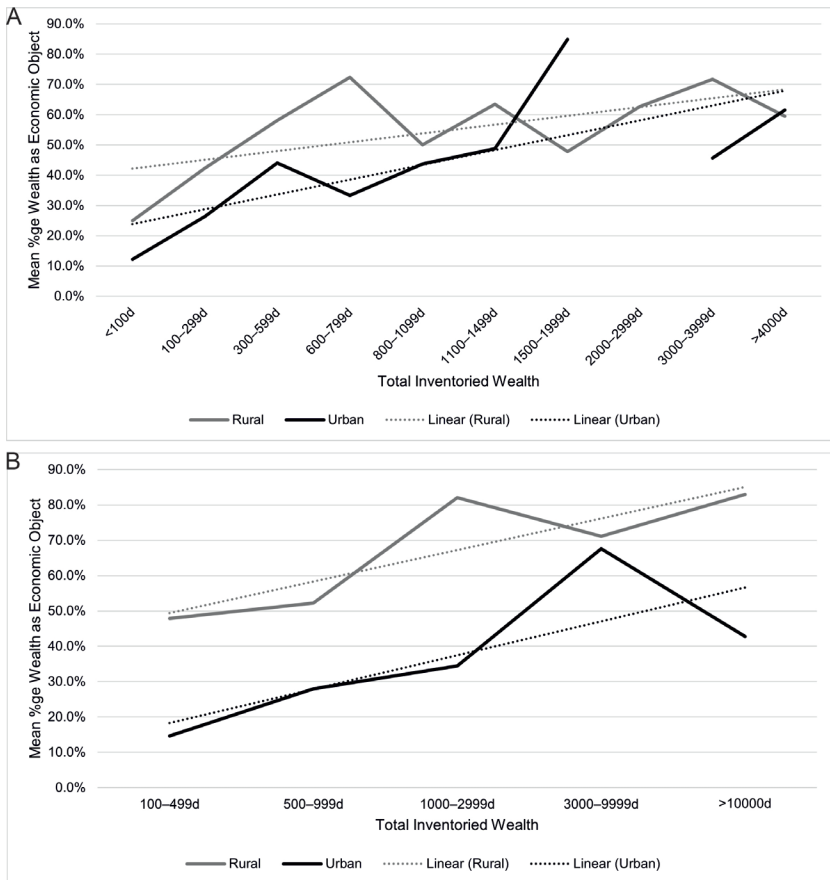 A
Mean %ge Wealth as Economic Object
90.0%
80.0%
70.0%
60.0%
50.0%
40.0%
30.0%
20.0%
10.0%
0.0%
<100d
100–299d
300–599d
600–799d
800–1099d
1100–1499d
1500–1999d
2000–2999d
3000–3999d
>4000d
Total Inventoried Wealth
Rural Urban Linear (Rural) Linear (Urban)
B
Mean %ge Wealth as Economic Object
90.0%
80.0%
70.0%
60.0%
50.0%
40.0%
30.0%
20.0%
10.0%
0.0%
100–499d 500–999d 1000–2999d 3000–9999d >10000d
Total Inventoried Wealth
Rural Urban Linear (Rural) Linear (Urban)